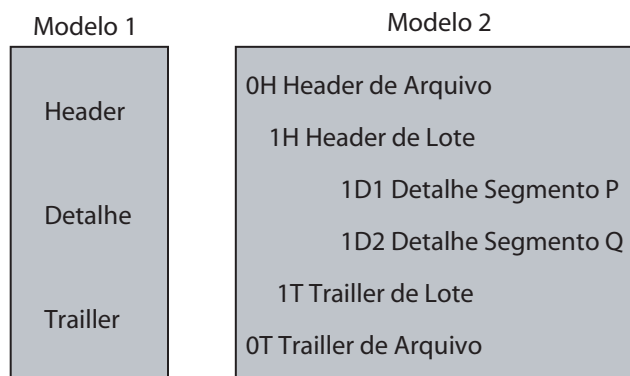 Modelo 1
Header
Detalhe
Trailler
Modelo 2
0H Header de Arquivo
1H Header de Lote
1D1 Detalhe Segmento P
1D2 Detalhe Segmento Q
1T Trailler de Lote
0T Trailler de Arquivo